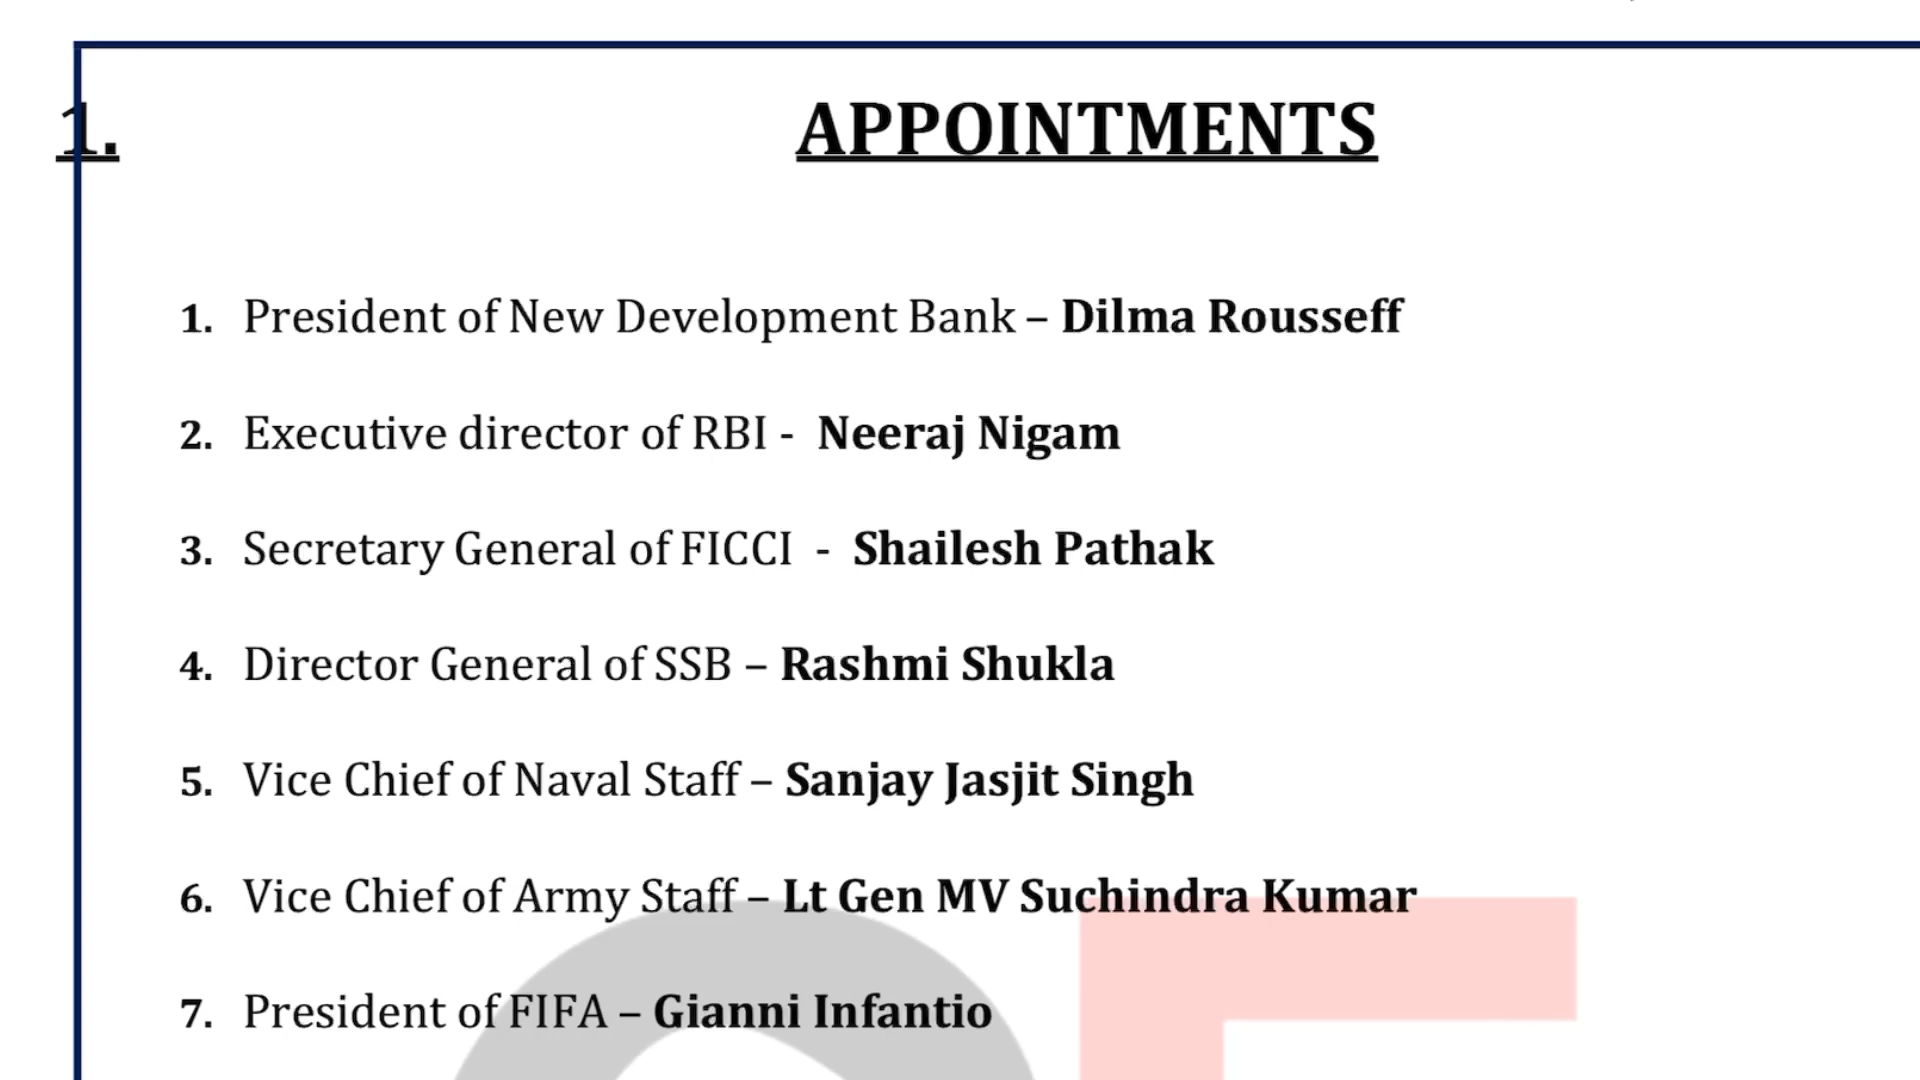 1. APPOINTMENTS
1. President of New Development Bank – Dilma Rousseff
2. Executive director of RBI - Neeraj Nigam
3. Secretary General of FICCI - Shailesh Pathak
4. Director General of SSB – Rashmi Shukla
5. Vice Chief of Naval Staff – Sanjay Jasjit Singh
6. Vice Chief of Army Staff – Lt Gen MV Suchindra Kumar
7. President of FIFA – Gianni Infantio